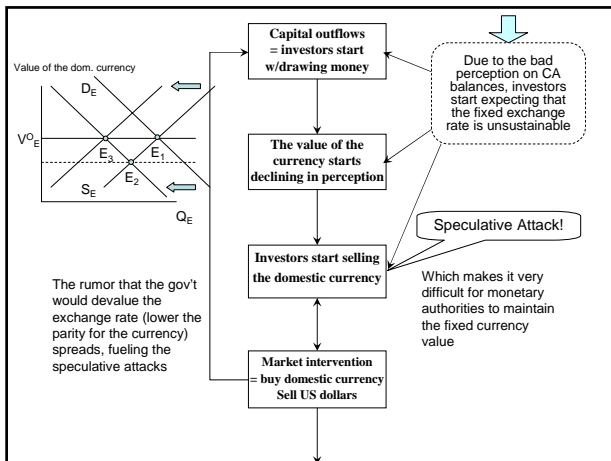 Capital outflows
= investors start
w/drawing money
Due to the bad
perception on CA
balances, investors
start expecting that
the fixed exchange
rate is unsustainable
Value of the dom. currency
D_E
V^O_E
E_3
E_1
E_2
S_E
Q_E
The value of the
currency starts
declining in perception
Speculative Attack!
Investors start selling
the domestic currency
The rumor that the gov't
would devalue the
exchange rate (lower the
parity for the currency)
spreads, fueling the
speculative attacks
Which makes it very
difficult for monetary
authorities to maintain
the fixed currency
value
Market intervention
= buy domestic currency
Sell US dollars